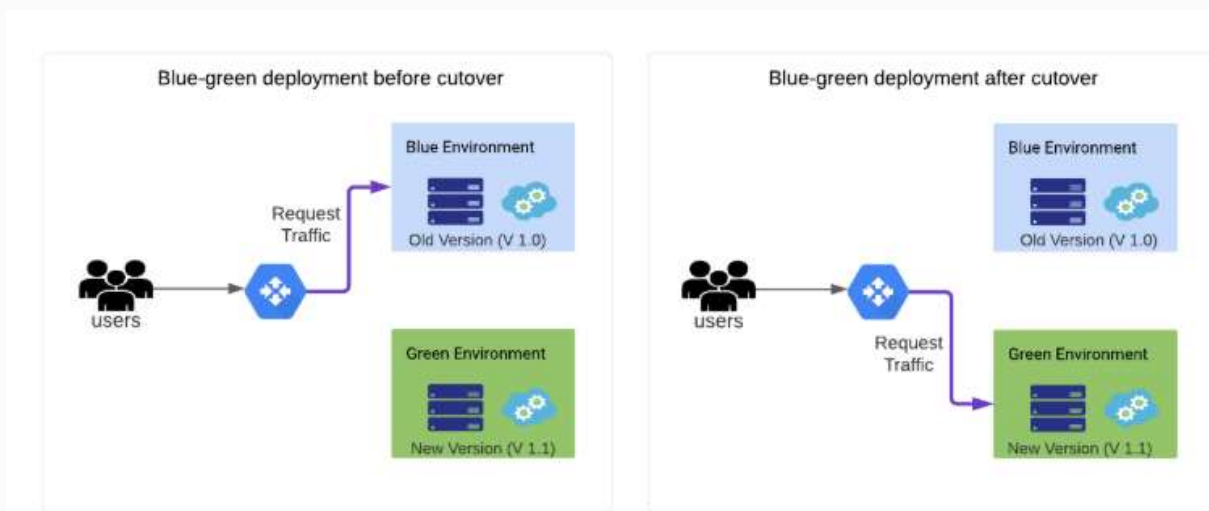 Blue-green deployment before cutover
Blue Environment
Old Version (V 1.0)
Request
Traffic
users
Green Environment
New Version (V 1.1)
Blue-green deployment after cutover
Blue Environment
Old Version (V 1.0)
users
Request
Traffic
Green Environment
New Version (V 1.1)